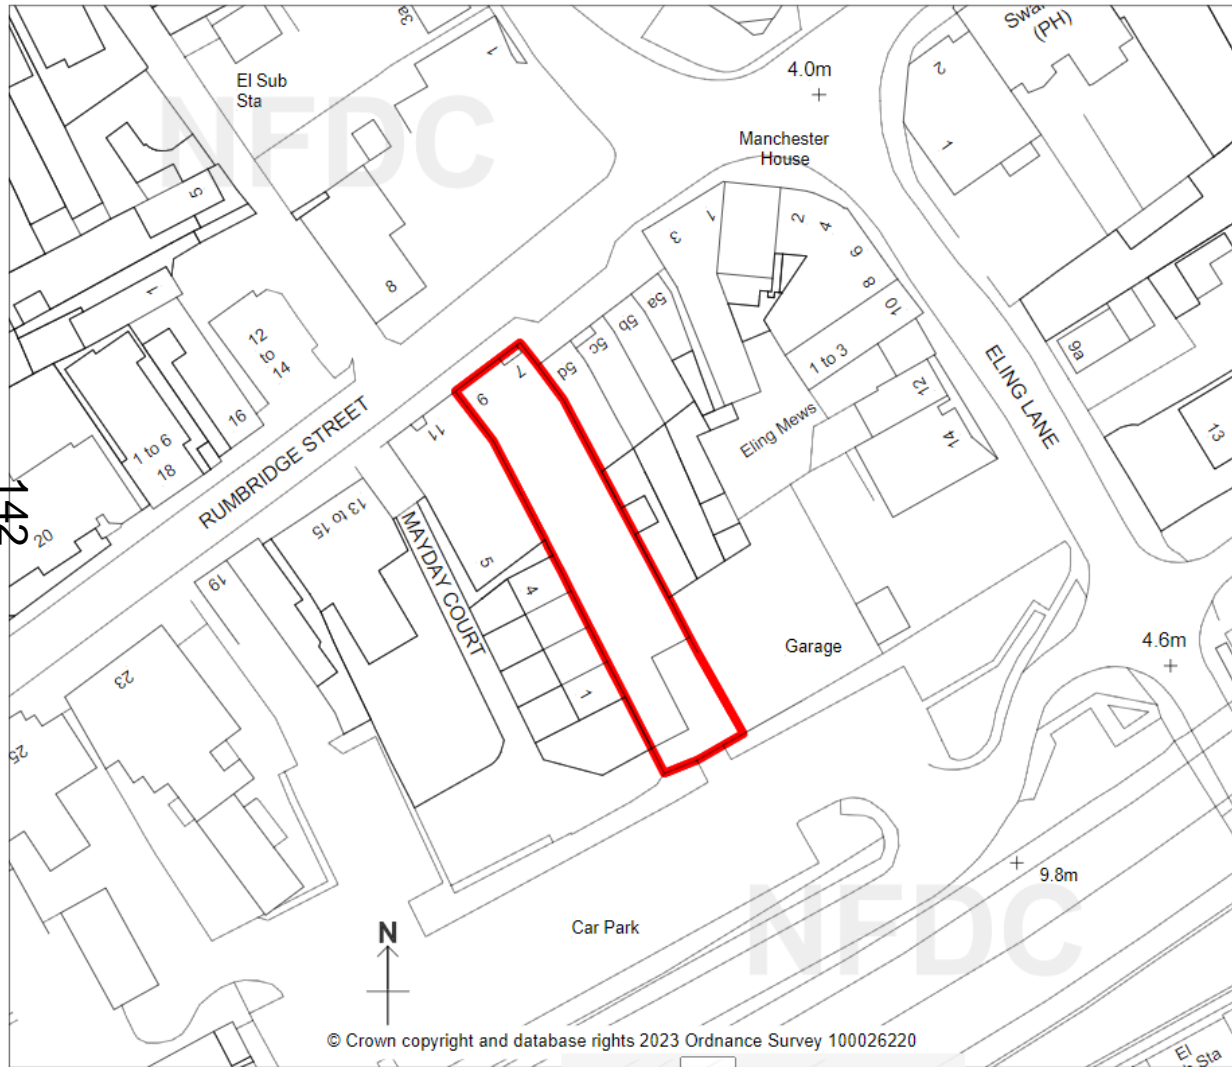 3a
1
Swan
(PH)
El Sub
Sta
4.0m
2
NFDC
Manchester
House
1
5
1
3
2
4
6
8
10
8
1
5a
5b
5c
5d
12
to
14
9a
1 to 3
ELING LANE
7
9
12
RUMBRIDGE STREET
16
11
Eling Mews
14
13
1 to 6
18
142
20
13 to 15
MAYDAY COURT
5
19
4
Garage
4.6m
23
1
25
9.8m
NFDC
Car Park
N
© Crown copyright and database rights 2023 Ordnance Survey 100026220
El
Sta